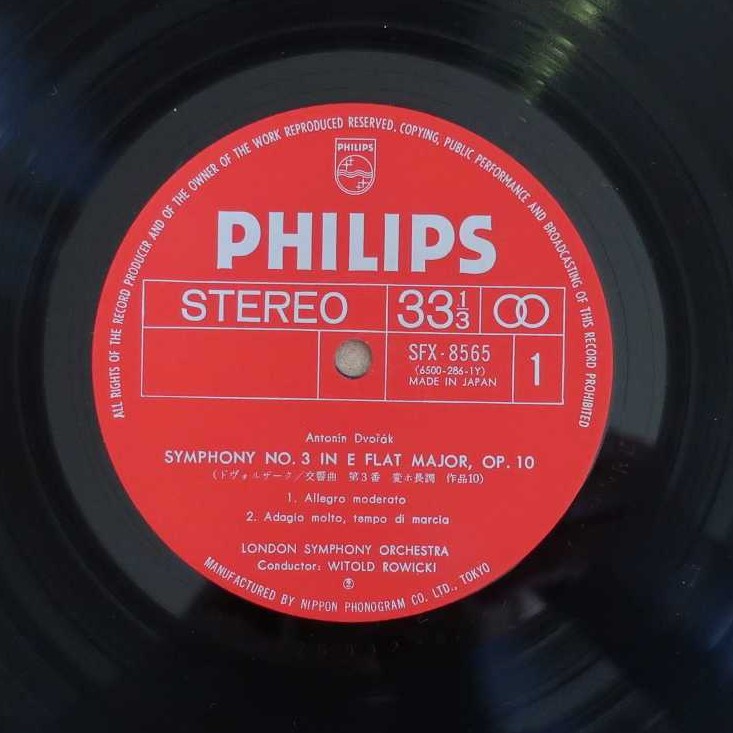 ALL RIGHTS OF THE RECORD PRODUCER AND OF THE OWNER OF THE WORK REPRODUCED RESERVED. COPYING, PUBLIC PERFORMANCE AND BROADCASTING OF THIS RECORD PROHIBITED
PHILIPS
PHILIPS
STEREO 33 1/3
SFX-8565
(6500-286-1Y)
MADE IN JAPAN
1
Antonín Dvořák
SYMPHONY NO. 3 IN E FLAT MAJOR, OP. 10
(ドヴォルザーク/交響曲 第3番 変ホ長調 作品10)
1. Allegro moderato
2. Adagio molto, tempo di marcia
LONDON SYMPHONY ORCHESTRA
Conductor: WITOLD ROWICKI
Ⓟ
MANUFACTURED BY NIPPON PHONOGRAM CO. LTD., TOKYO